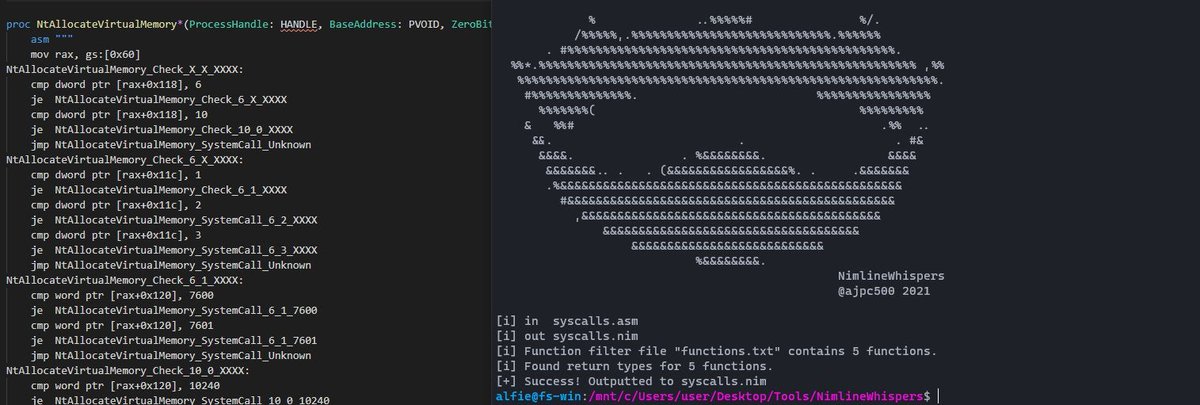 proc NtAllocateVirtualMemory*(ProcessHandle: HANDLE, BaseAddress: PVOID, ZeroBit
asm """
mov rax, gs:[0x60]
NtAllocateVirtualMemory_Check_X_X_XXXX:
cmp dword ptr [rax+0x118], 6
je  NtAllocateVirtualMemory_Check_6_X_XXXX
cmp dword ptr [rax+0x118], 10
je  NtAllocateVirtualMemory_Check_10_0_XXXX
jmp NtAllocateVirtualMemory_SystemCall_Unknown
NtAllocateVirtualMemory_Check_6_X_XXXX:
cmp dword ptr [rax+0x11c], 1
je  NtAllocateVirtualMemory_Check_6_1_XXXX
cmp dword ptr [rax+0x11c], 2
je  NtAllocateVirtualMemory_SystemCall_6_2_XXXX
cmp dword ptr [rax+0x11c], 3
je  NtAllocateVirtualMemory_SystemCall_6_3_XXXX
jmp NtAllocateVirtualMemory_SystemCall_Unknown
NtAllocateVirtualMemory_Check_6_1_XXXX:
cmp word ptr [rax+0x120], 7600
je  NtAllocateVirtualMemory_SystemCall_6_1_7600
cmp word ptr [rax+0x120], 7601
je  NtAllocateVirtualMemory_SystemCall_6_1_7601
jmp NtAllocateVirtualMemory_SystemCall_Unknown
NtAllocateVirtualMemory_Check_10_0_XXXX:
cmp word ptr [rax+0x120], 10240
je  NtAllocateVirtualMemory_SystemCall_10_0_10240
NimlineWhispers
@ajpc500 2021
[i] in  syscalls.asm
[i] out syscalls.nim
[i] Function filter file "functions.txt" contains 5 functions.
[i] Found return types for 5 functions.
[+] Success! Outputted to syscalls.nim
alfie@fs-win:/mnt/c/Users/user/Desktop/Tools/NimlineWhispers$